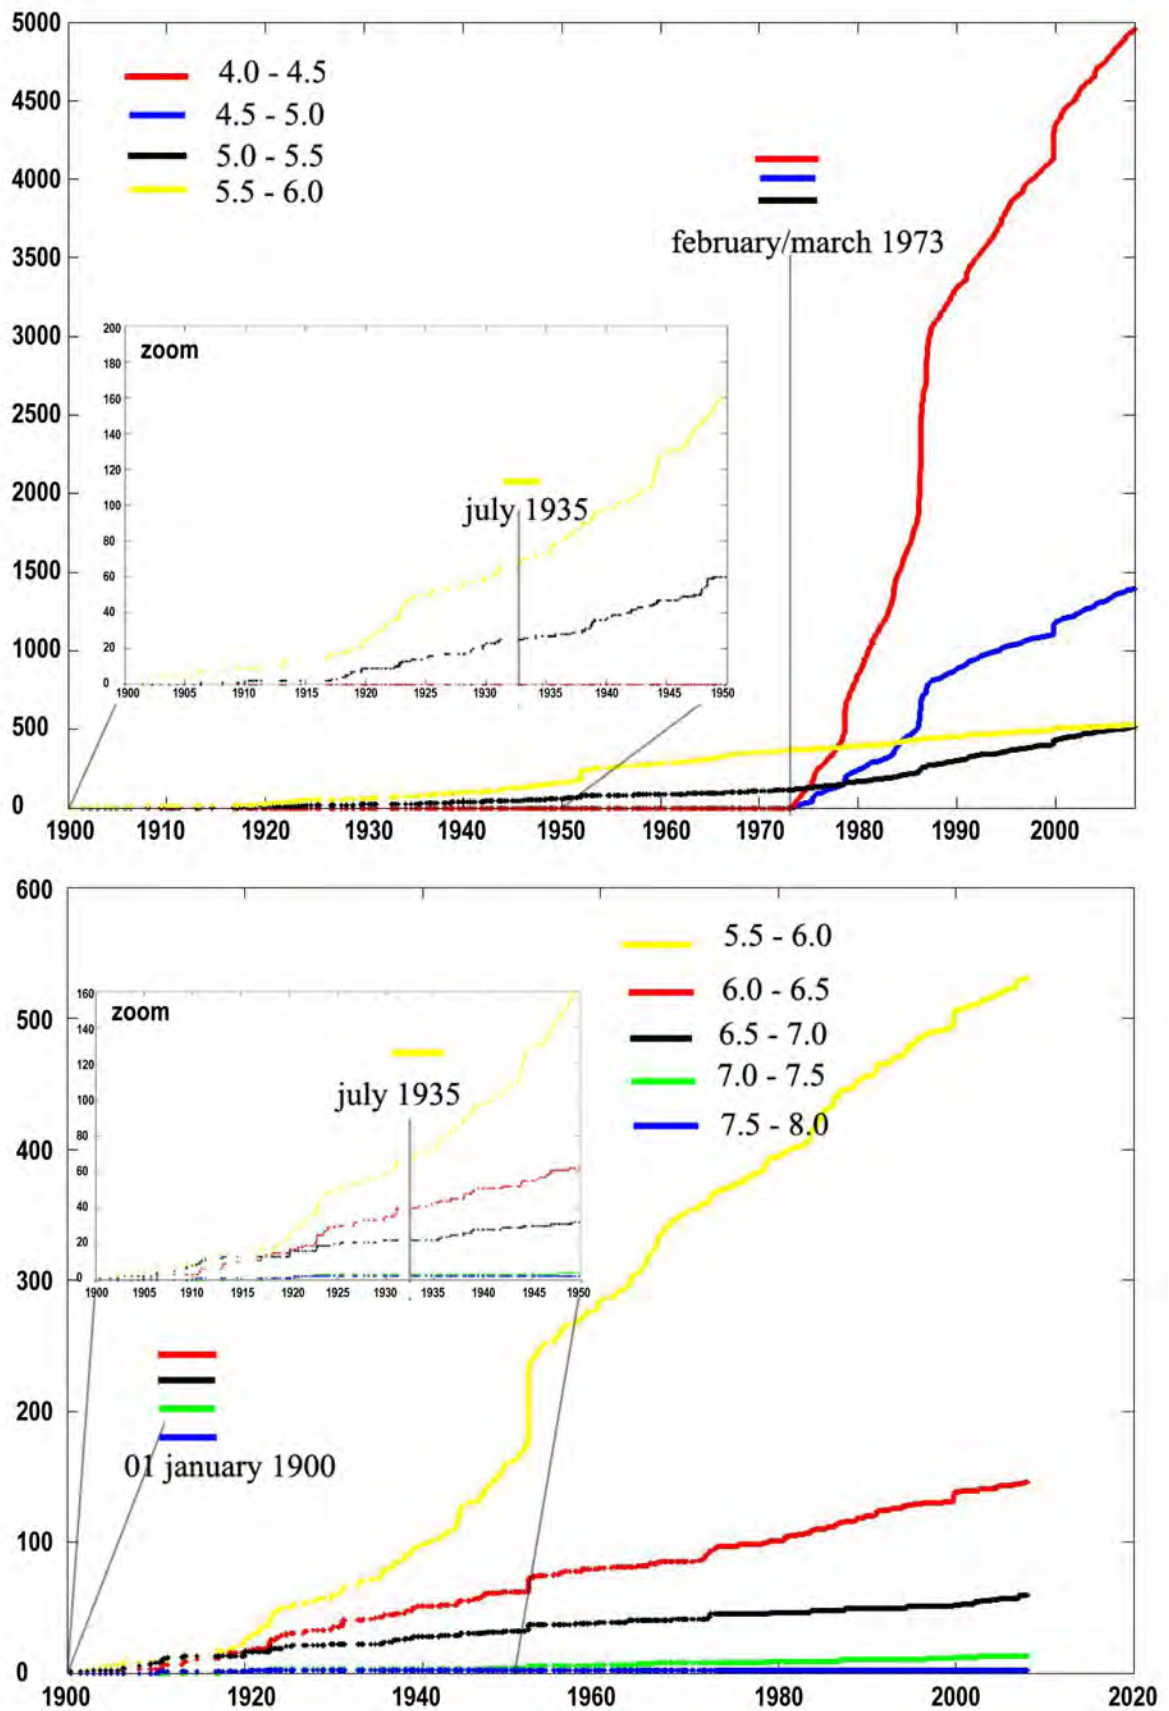 5000
4500
4000
3500
3000
2500
2000
1500
1000
500
0
4.0 - 4.5
4.5 - 5.0
5.0 - 5.5
5.5 - 6.0
february/march 1973
zoom
200
180
160
140
120
100
80
60
40
20
0
july 1935
1900 1905 1910 1915 1920 1925 1930 1935 1940 1945 1950
1900 1910 1920 1930 1940 1950 1960 1970 1980 1990 2000
600
500
400
300
200
100
0
5.5 - 6.0
6.0 - 6.5
6.5 - 7.0
7.0 - 7.5
7.5 - 8.0
zoom
160
140
120
100
80
60
40
20
0
july 1935
1900 1905 1910 1915 1920 1925 1930 1935 1940 1945 1950
01 january 1900
1900 1920 1940 1960 1980 2000 2020